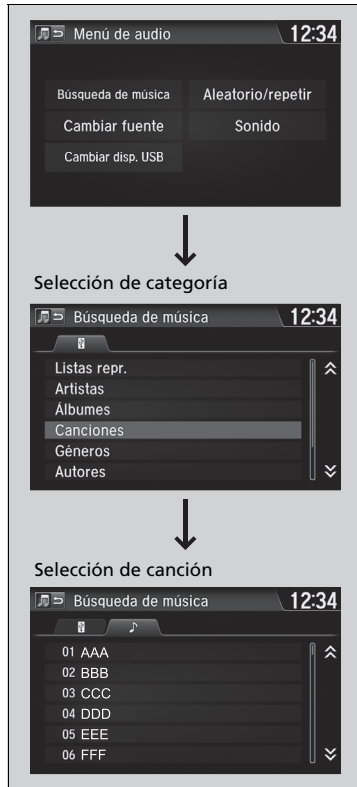 Menú de audio 12:34
Búsqueda de música Aleatorio/repetir
Cambiar fuente Sonido
Cambiar disp. USB
Selección de categoría
Búsqueda de música 12:34
Listas repr.
Artistas
Álbumes
Canciones
Géneros
Autores
Selección de canción
Búsqueda de música 12:34
01 AAA
02 BBB
03 CCC
04 DDD
05 EEE
06 FFF